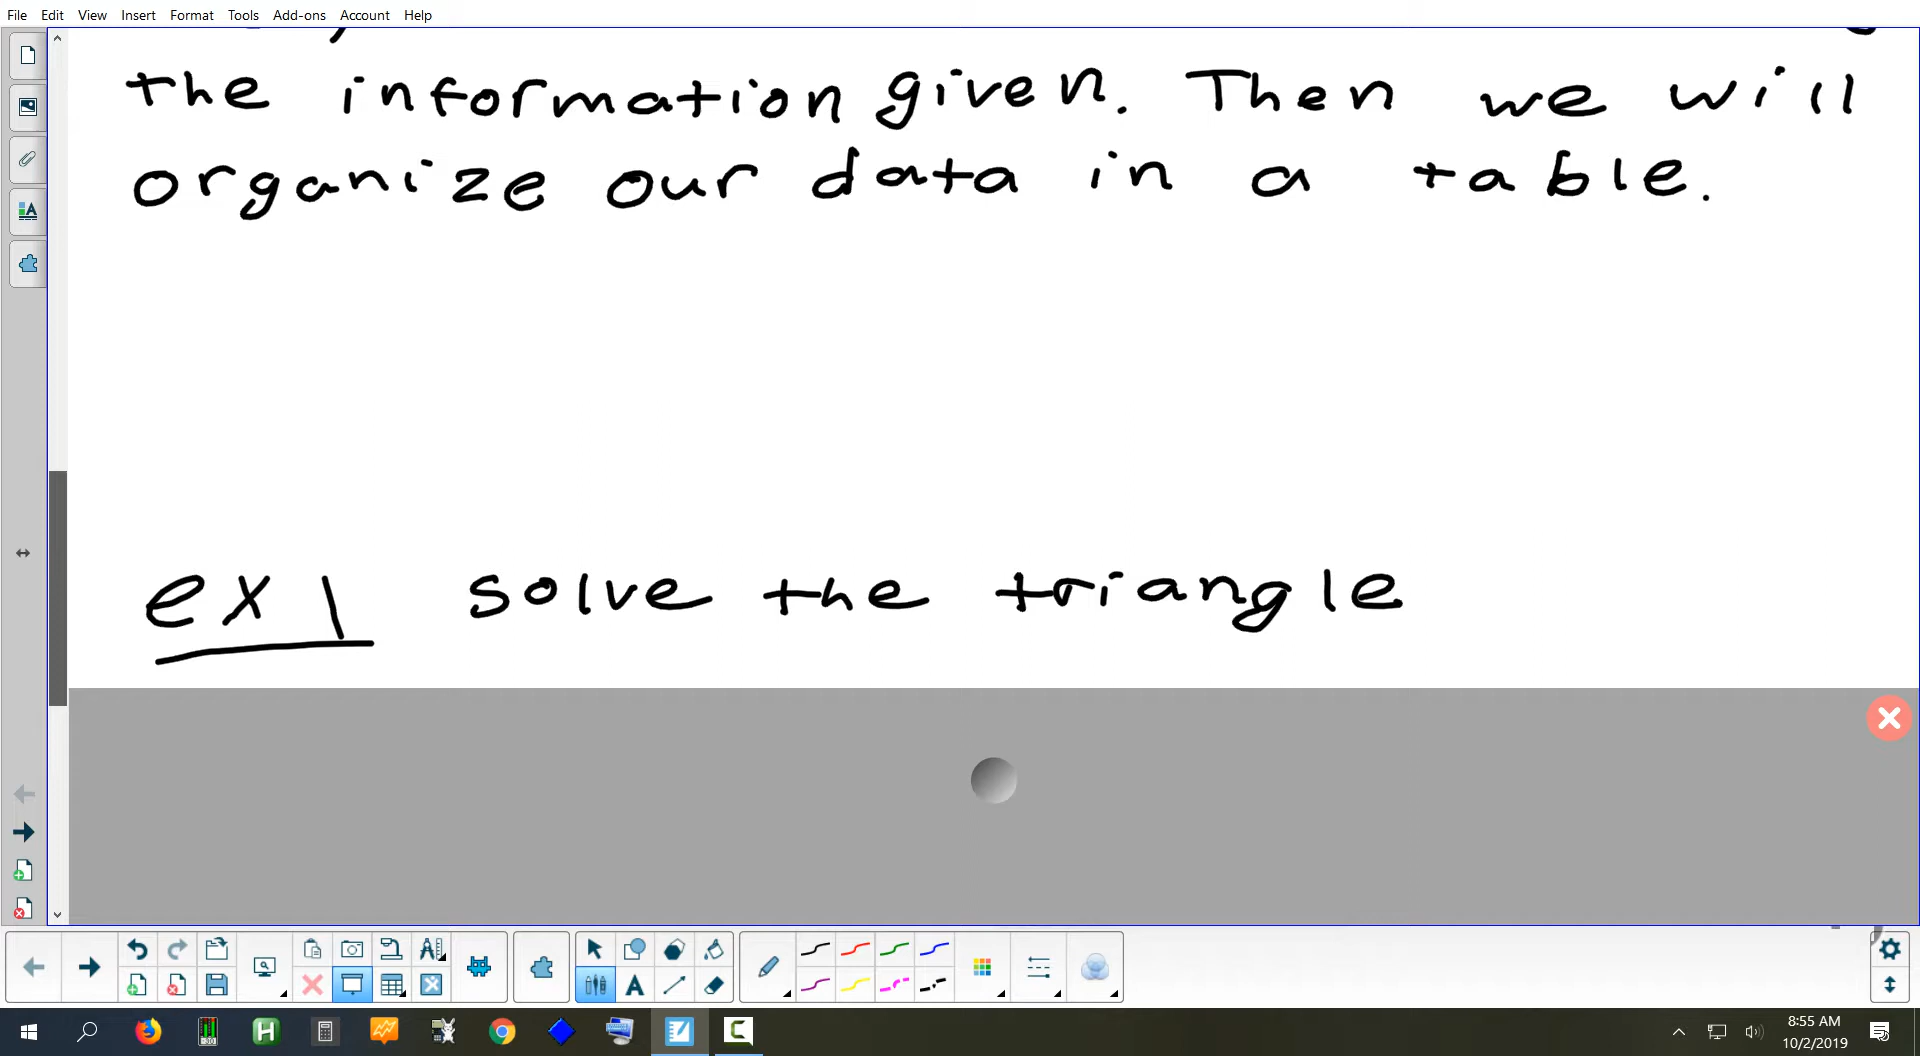 File Edit View Insert Format Tools Add-ons Account Help
the information given. Then we will
organize our data in a table.
ex 1 solve the triangle
8:55 AM
10/2/2019